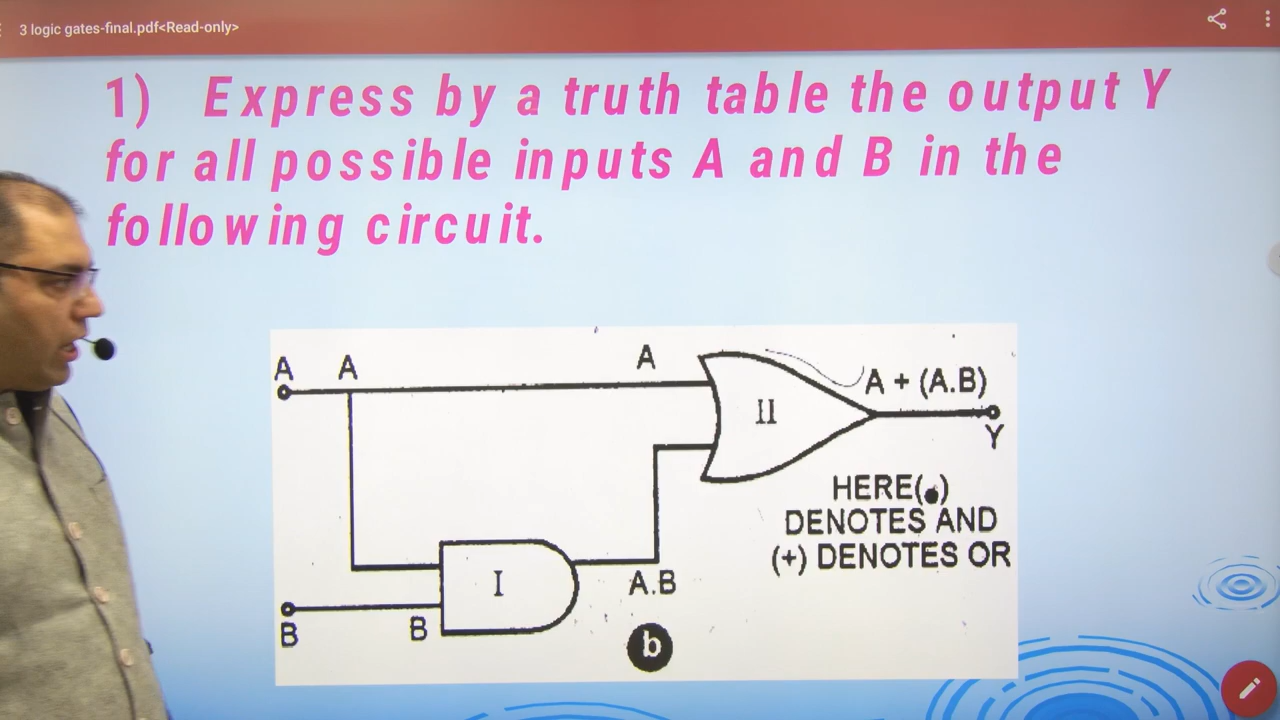 3 logic gates-final.pdf<Read-only>
1) Express by a truth table the output Y
for all possible inputs A and B in the
following circuit.
A A A
II
A + (A.B)
Y
HERE(.)
DENOTES AND
(+) DENOTES OR
I
A.B
B B
b